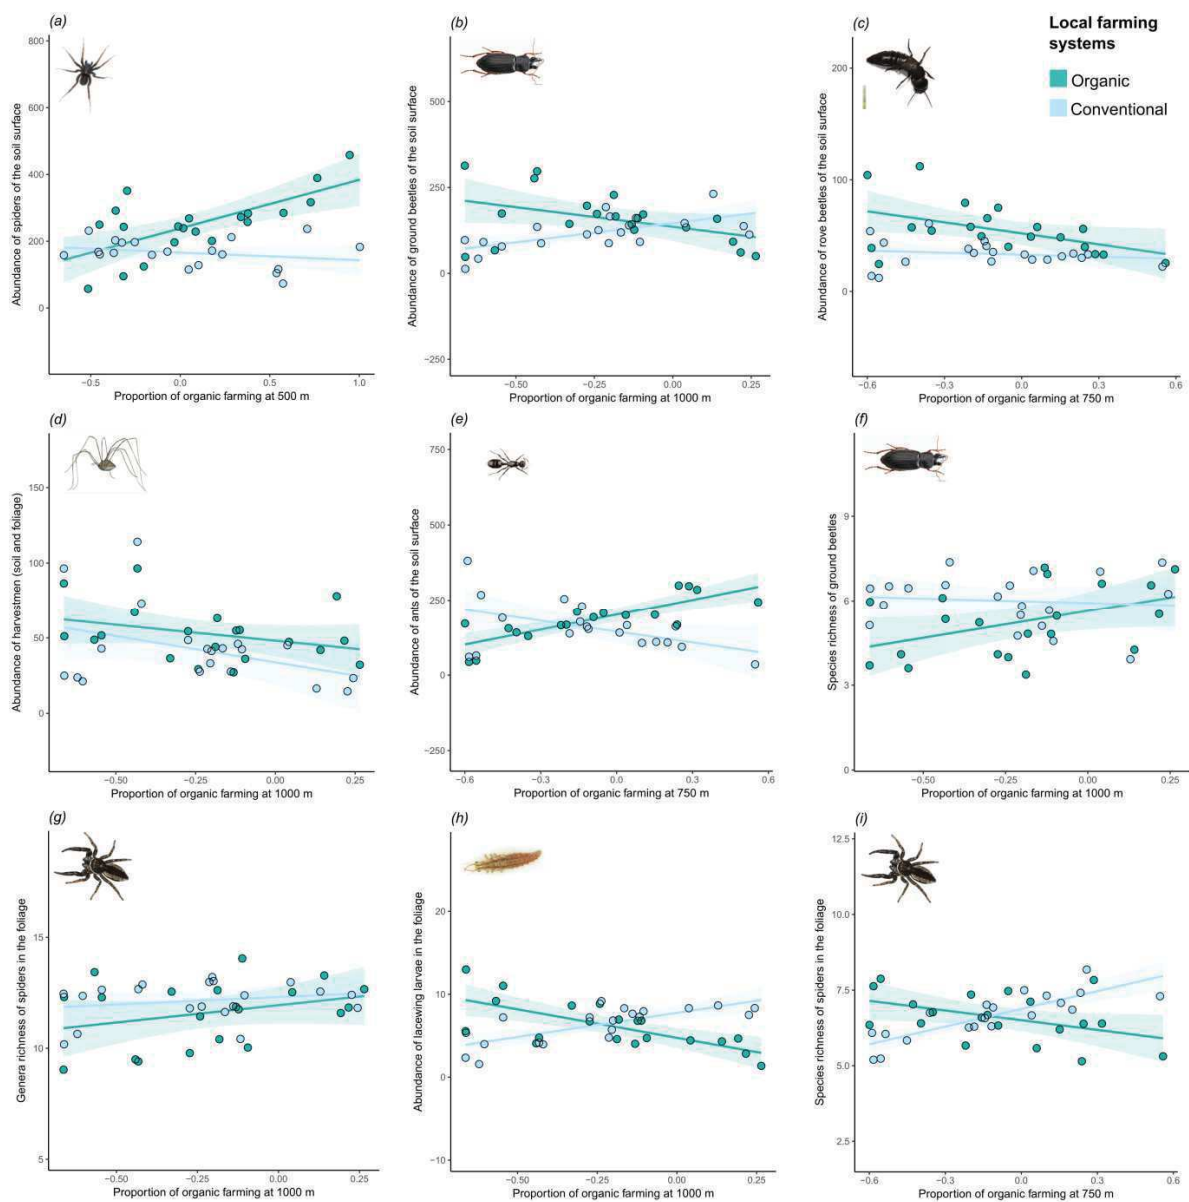 (a)
(b)
(c)
Local farming
systems
Organic
Conventional
Abundance of spiders of the soil surface
800
600
400
200
0
−0.5
0.0
0.5
1.0
Proportion of organic farming at 500 m
Abundance of ground beetles of the soil surface
500
250
0
−250
−0.50
−0.25
0.00
0.25
Proportion of organic farming at 1000 m
Abundance of rove beetles of the soil surface
200
100
0
−0.6
−0.3
0.0
0.3
0.6
Proportion of organic farming at 750 m
(d)
(e)
(f)
Abundance of harvestmen (soil and foliage)
150
100
50
0
−0.50
−0.25
0.00
0.25
Proportion of organic farming at 1000 m
Abundance of ants of the soil surface
750
500
250
0
−250
−0.6
−0.3
0.0
0.3
0.6
Proportion of organic farming at 750 m
Species richness of ground beetles
9
6
3
0
−0.50
−0.25
0.00
0.25
Proportion of organic farming at 1000 m
(g)
(h)
(i)
Genera richness of spiders in the foliage
15
10
5
−0.50
−0.25
0.00
0.25
Proportion of organic farming at 1000 m
Abundance of lacewing larvae in the foliage
20
10
0
−10
−0.50
−0.25
0.00
0.25
Proportion of organic farming at 1000 m
Species richness of spiders in the foliage
12.5
10.0
7.5
5.0
2.5
−0.6
−0.3
0.0
0.3
0.6
Proportion of organic farming at 750 m